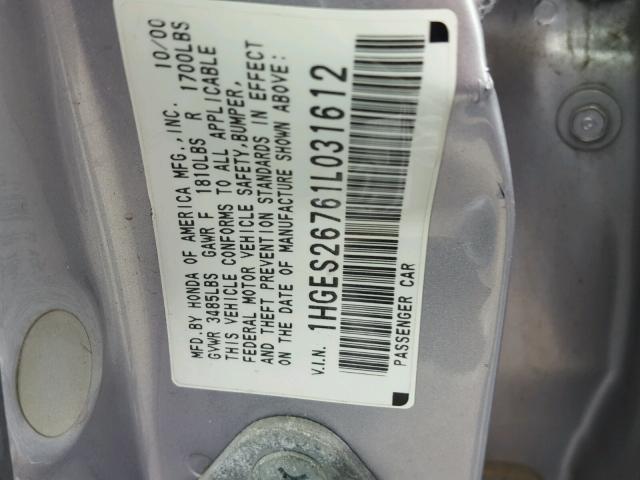 MFD.BY HONDA OF AMERICA MFG.,INC. 10/00
GVWR 3485LBS GAWR F 1810LBS R 1700LBS
THIS VEHICLE CONFORMS TO ALL APPLICABLE
FEDERAL MOTOR VEHICLE SAFETY,BUMPER,
AND THEFT PREVENTION STANDARDS IN EFFECT
ON THE DATE OF MANUFACTURE SHOWN ABOVE:
V.I.N. 1HGES26761L031612
PASSENGER CAR